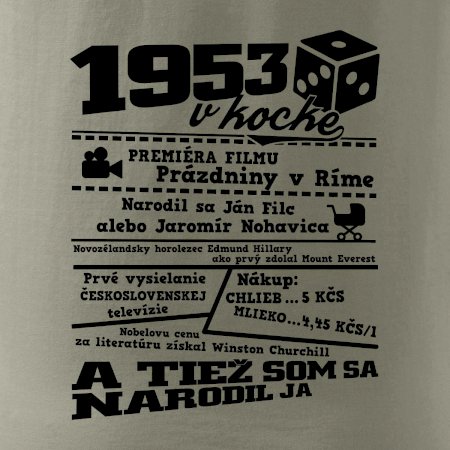 1953
v kocke
PREMIÉRA FILMU
Prázdniny v Ríme
Narodil sa Ján Filc
alebo Jaromír Nohavica
Novozélandsky horolezec Edmund Hillary
ako prvý zdolal Mount Everest
Prvé vysielanie
ČESKOSLOVENSKEJ
televízie
Nákup:
CHLIEB ... 5 KČS
MLIEKO...4,45 KČS/l
Nobelovu cenu
za literatúru získal Winston Churchill
A TIEŽ SOM SA
NARODIL JA